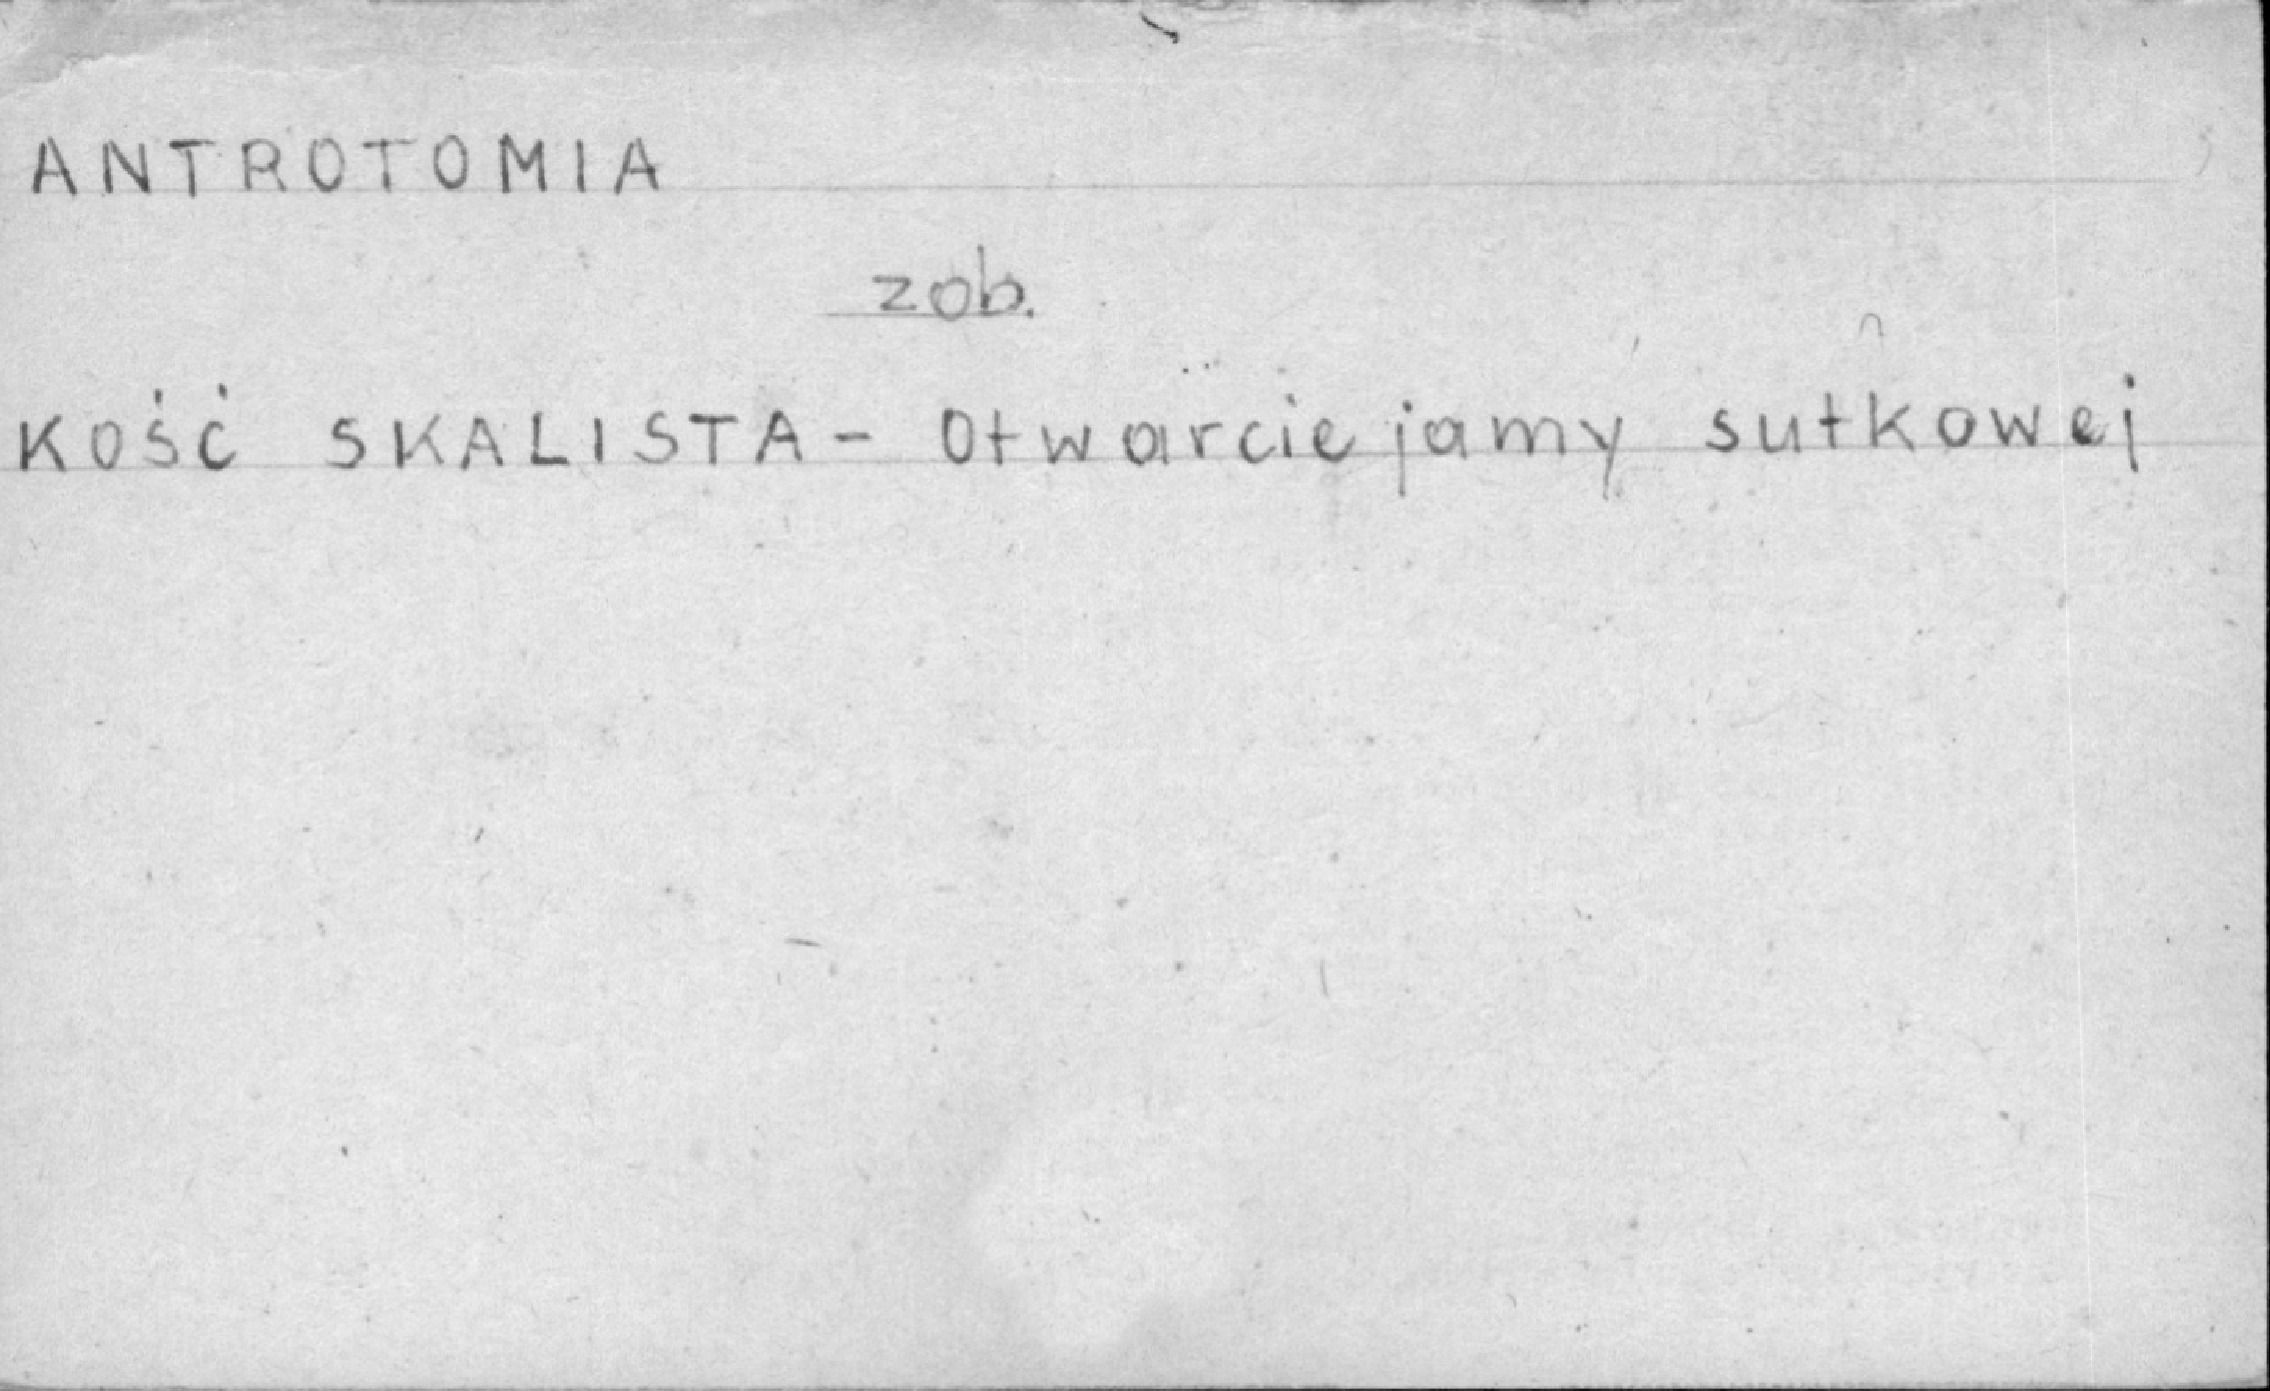 ANTROTOMIA
zob.
KOŚĆ SKALISTA - Otwarcie jamy sutkowej